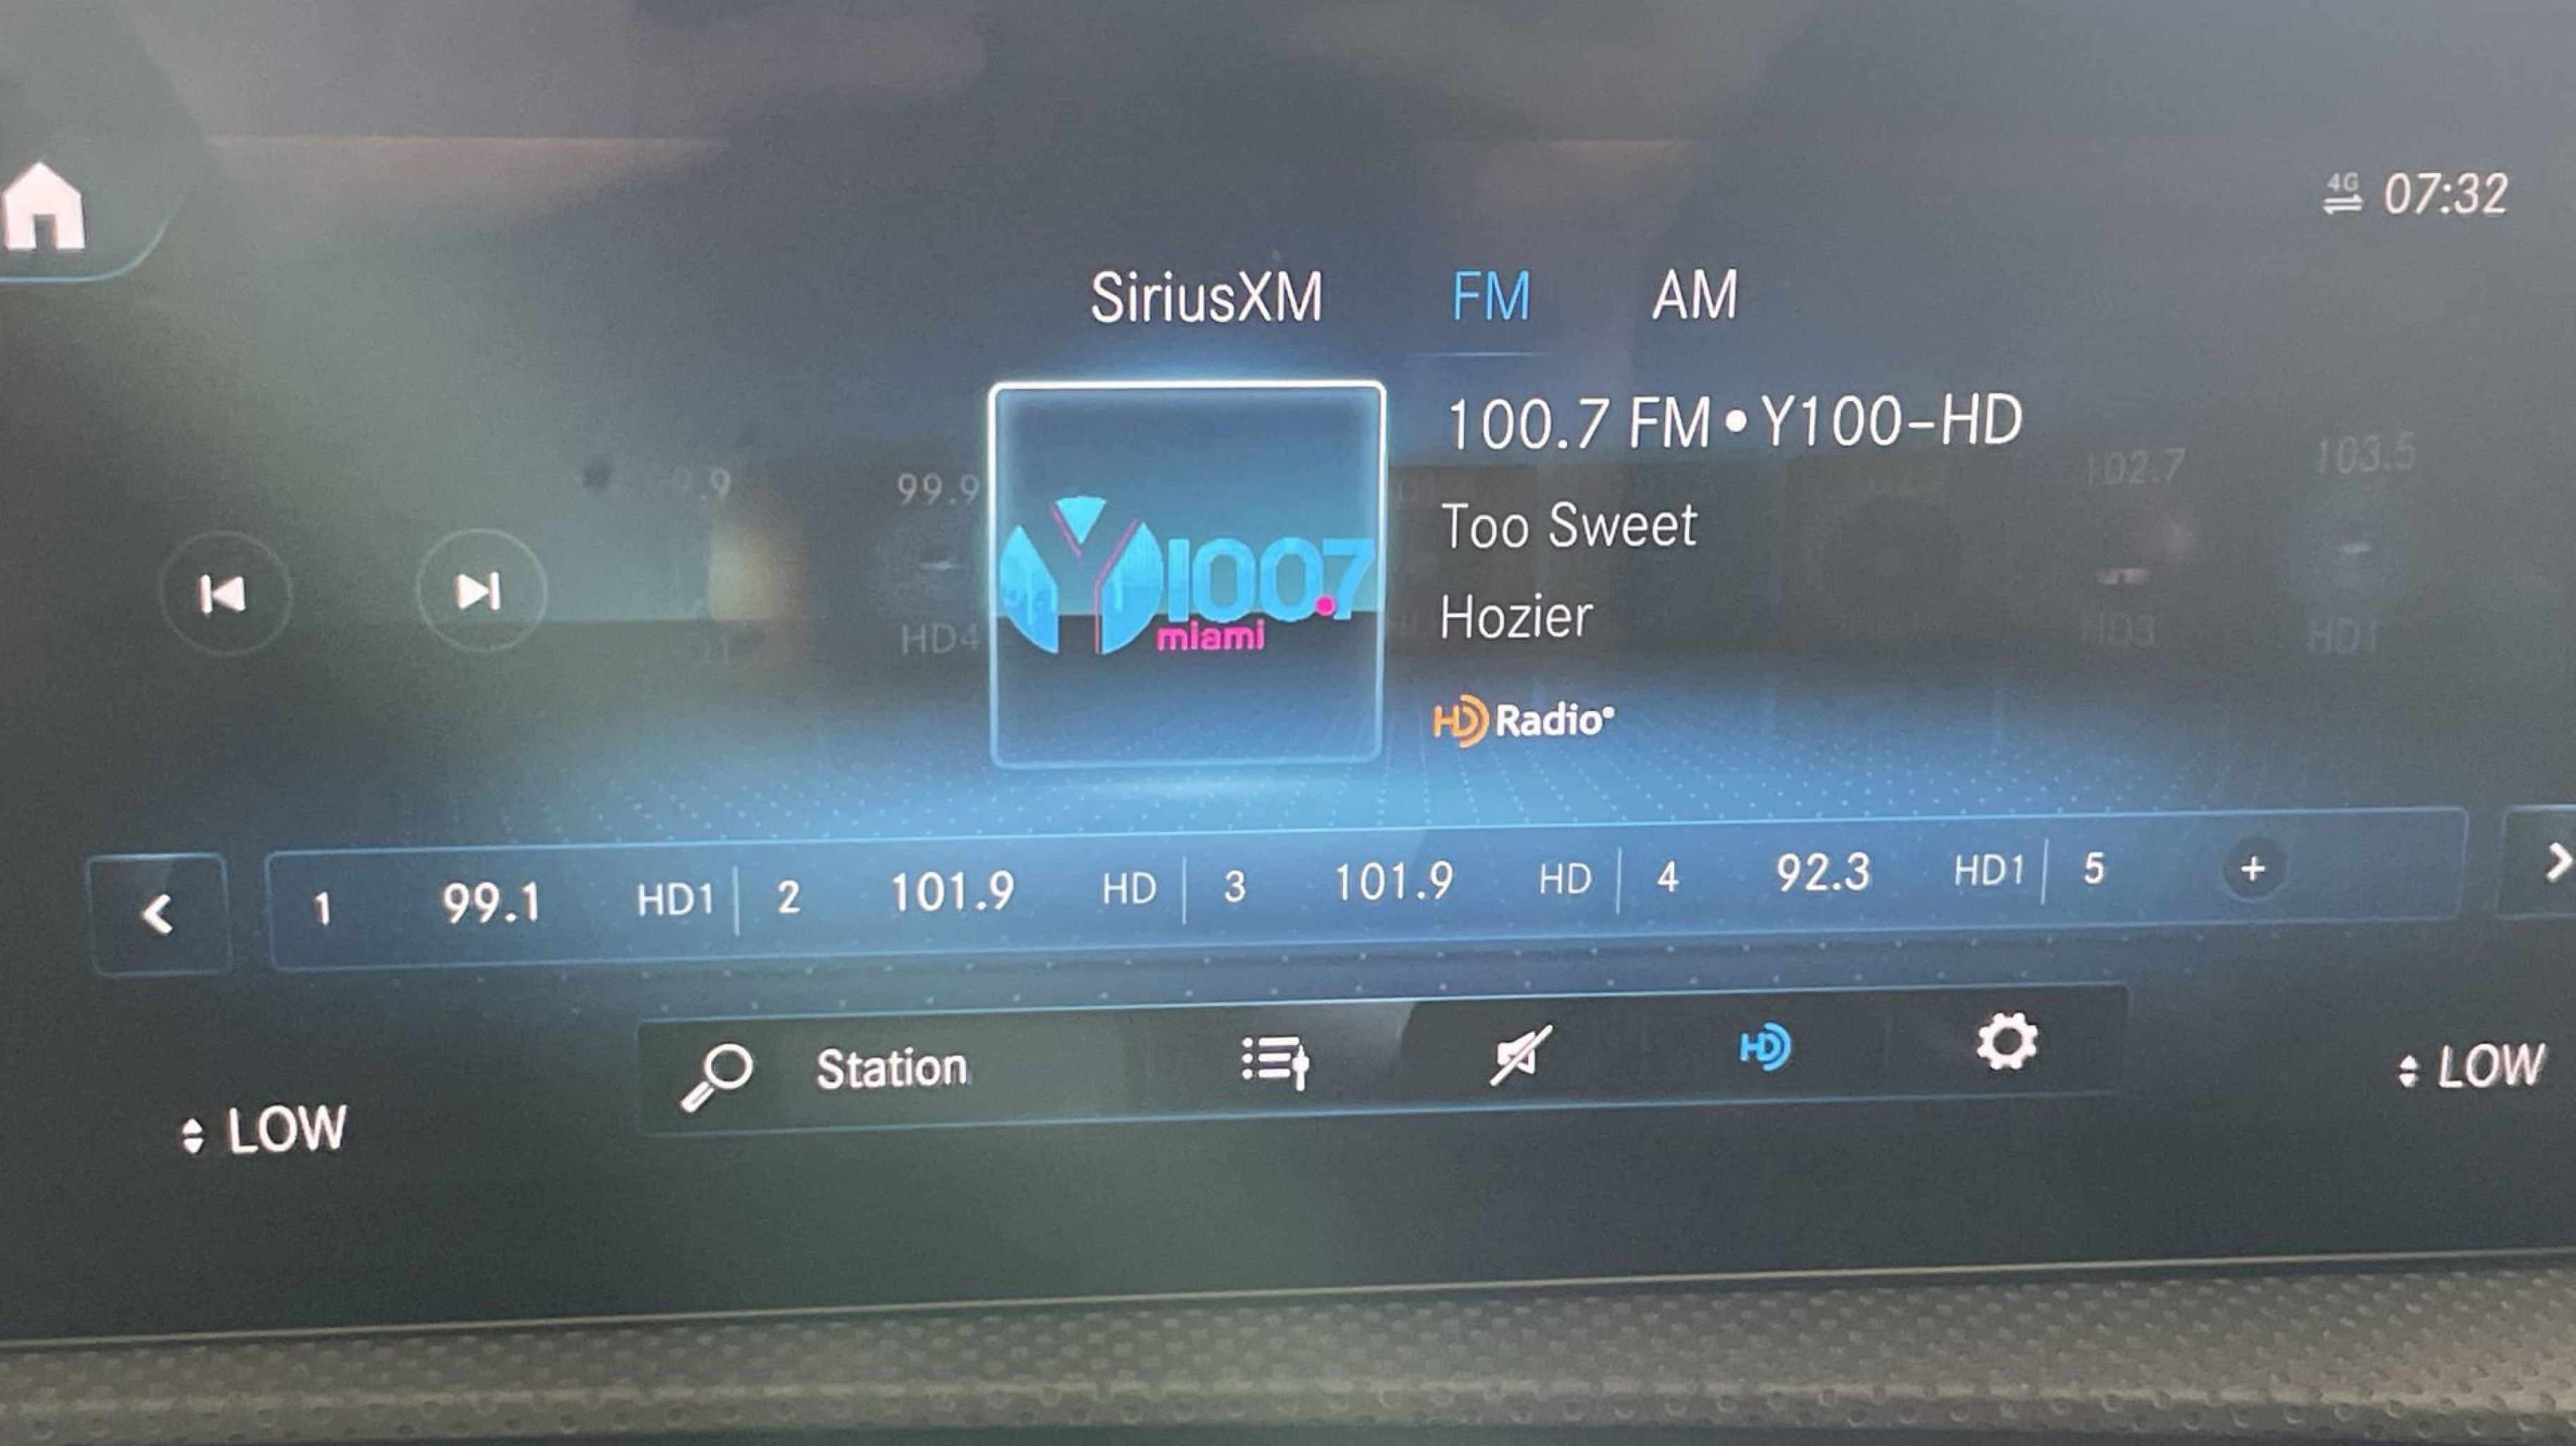 4G 07:32
SiriusXM FM AM
100.7 FM•Y100-HD
99.9
102.7
103.5
Too Sweet
Y100.7
miami
Hozier
HD4
HD3
HD1
HD Radio
1 99.1 HD1 2 101.9 HD 3 101.9 HD 4 92.3 HD1 5 +
Station
HD
LOW
LOW